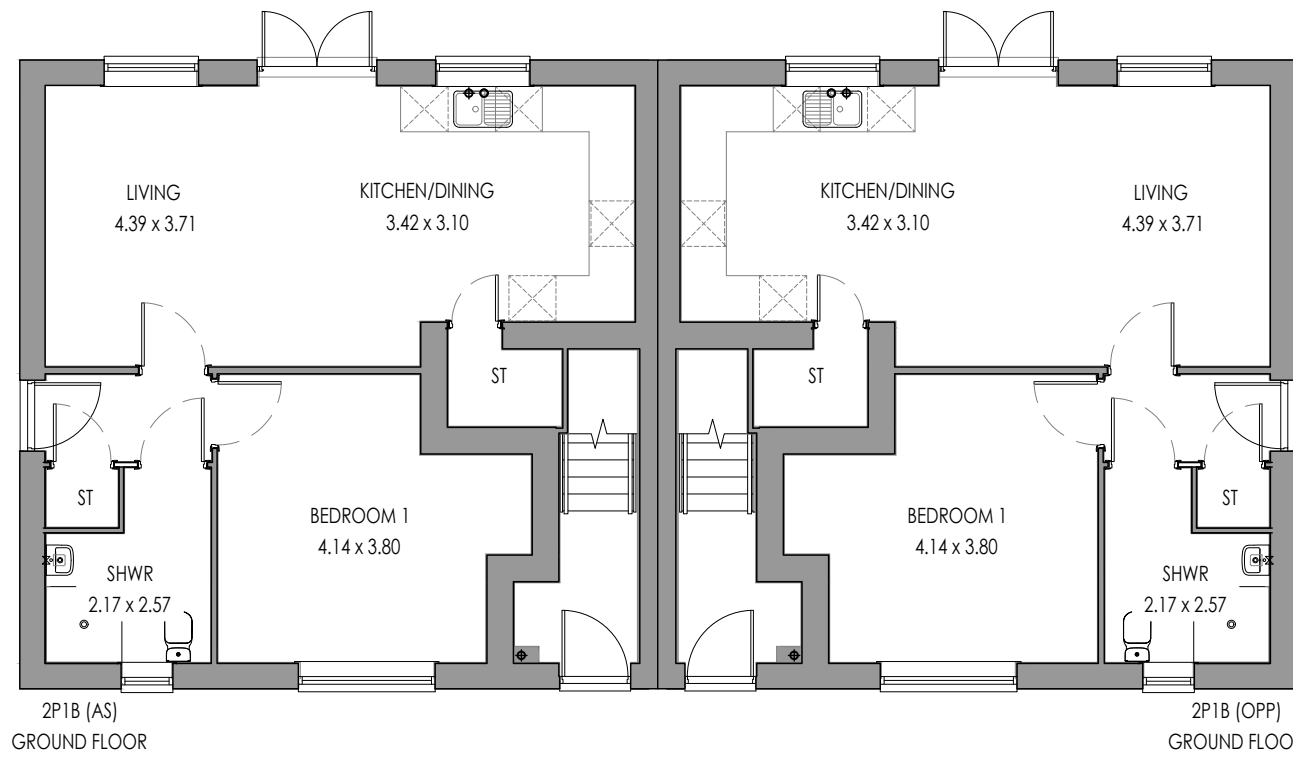 LIVING
4.39 x 3.71
KITCHEN/DINING
3.42 x 3.10
KITCHEN/DINING
3.42 x 3.10
LIVING
4.39 x 3.71
ST
ST
ST
BEDROOM 1
4.14 x 3.80
BEDROOM 1
4.14 x 3.80
ST
SHWR
2.17 x 2.57
SHWR
2.17 x 2.57
2P1B (AS)
GROUND FLOOR
2P1B (OPP)
GROUND FLOO